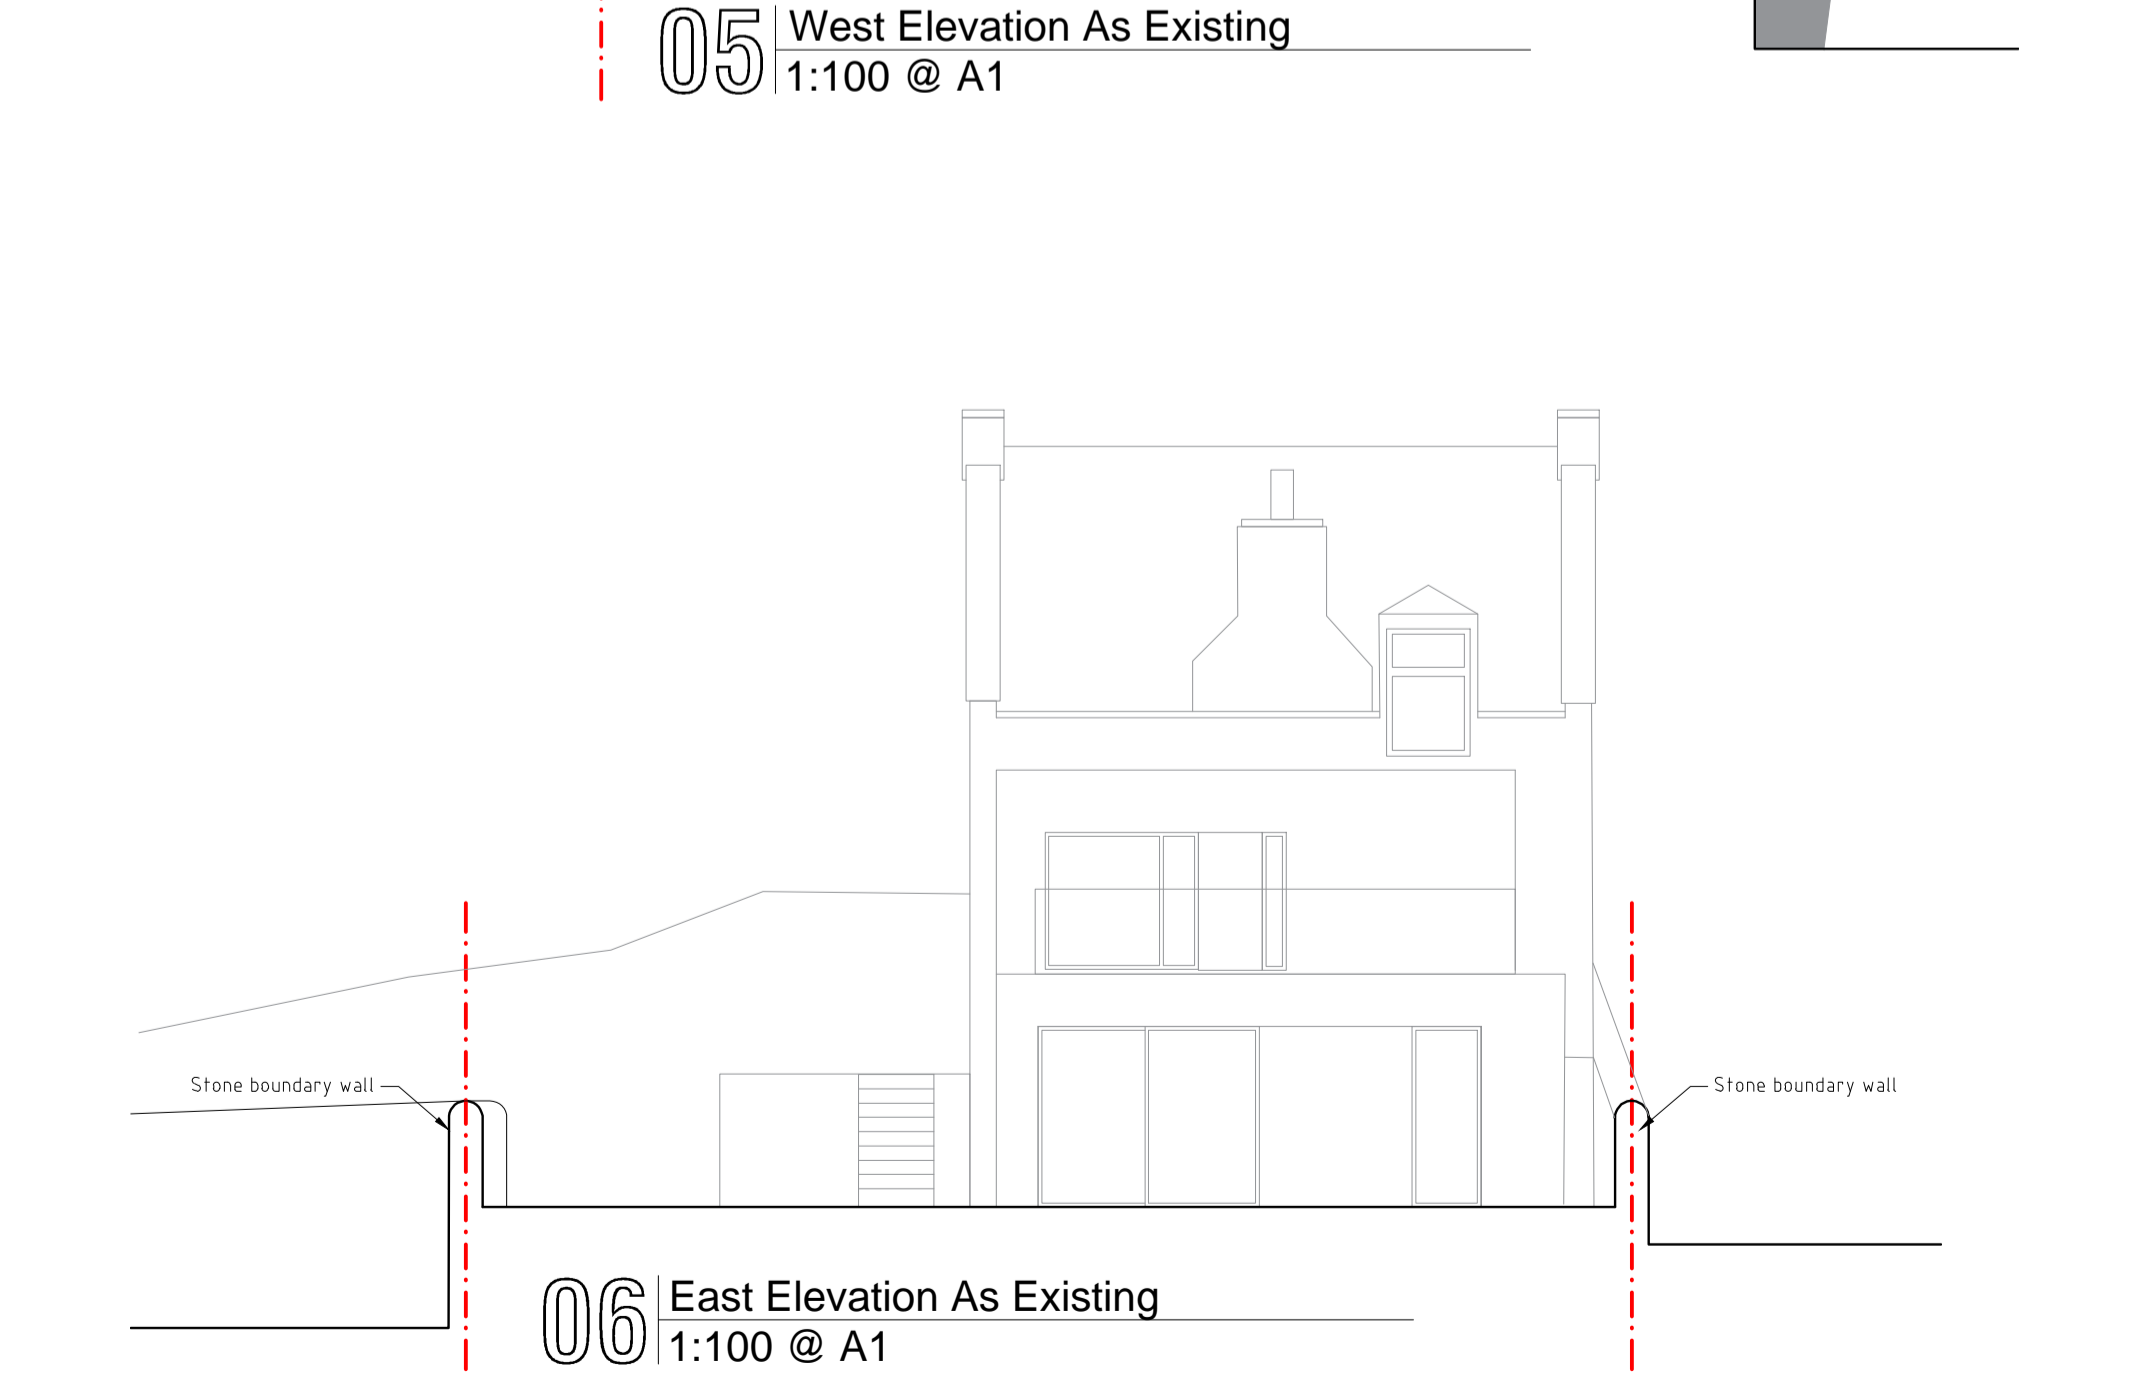 05 West Elevation As Existing
1:100 @ A1
Stone boundary wall
Stone boundary wall
06 East Elevation As Existing
1:100 @ A1